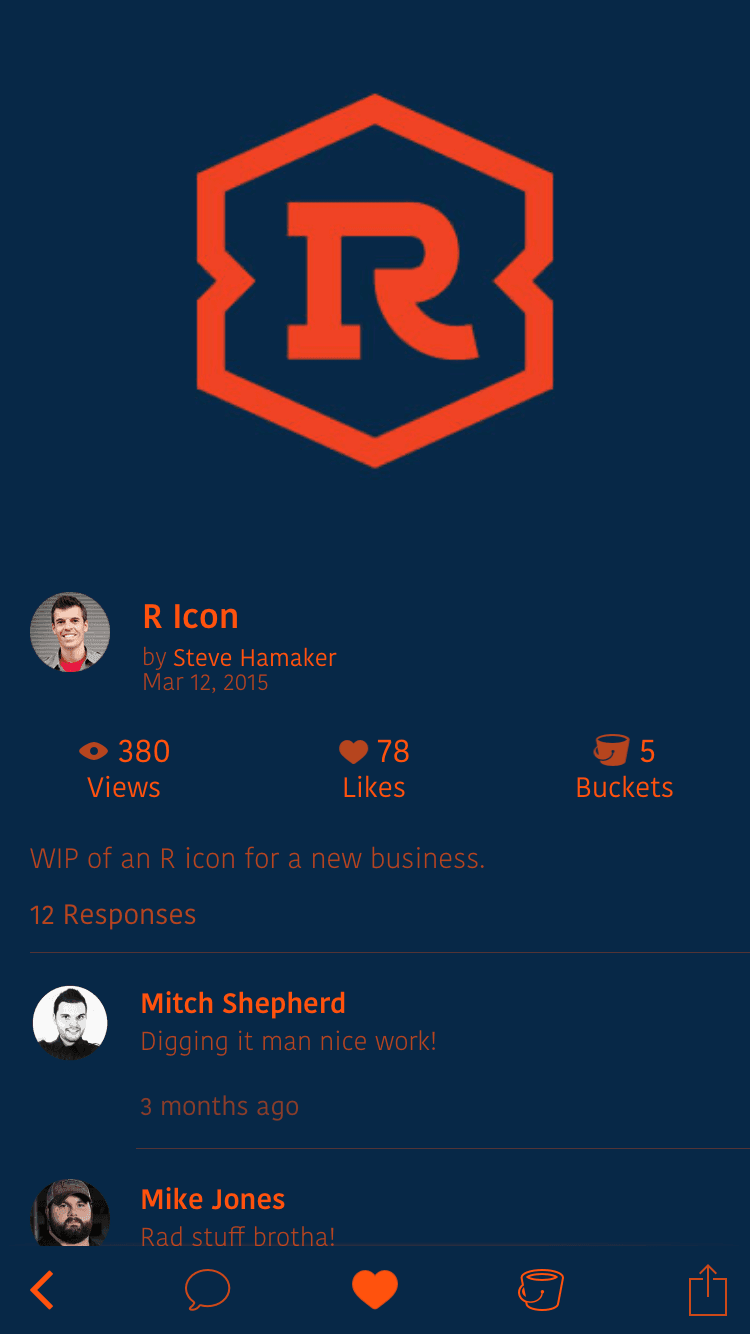 R
R Icon
by Steve Hamaker
Mar 12, 2015
380 78 5
Views Likes Buckets
WIP of an R icon for a new business.
12 Responses
Mitch Shepherd
Digging it man nice work!
3 months ago
Mike Jones
Rad stuff brotha!